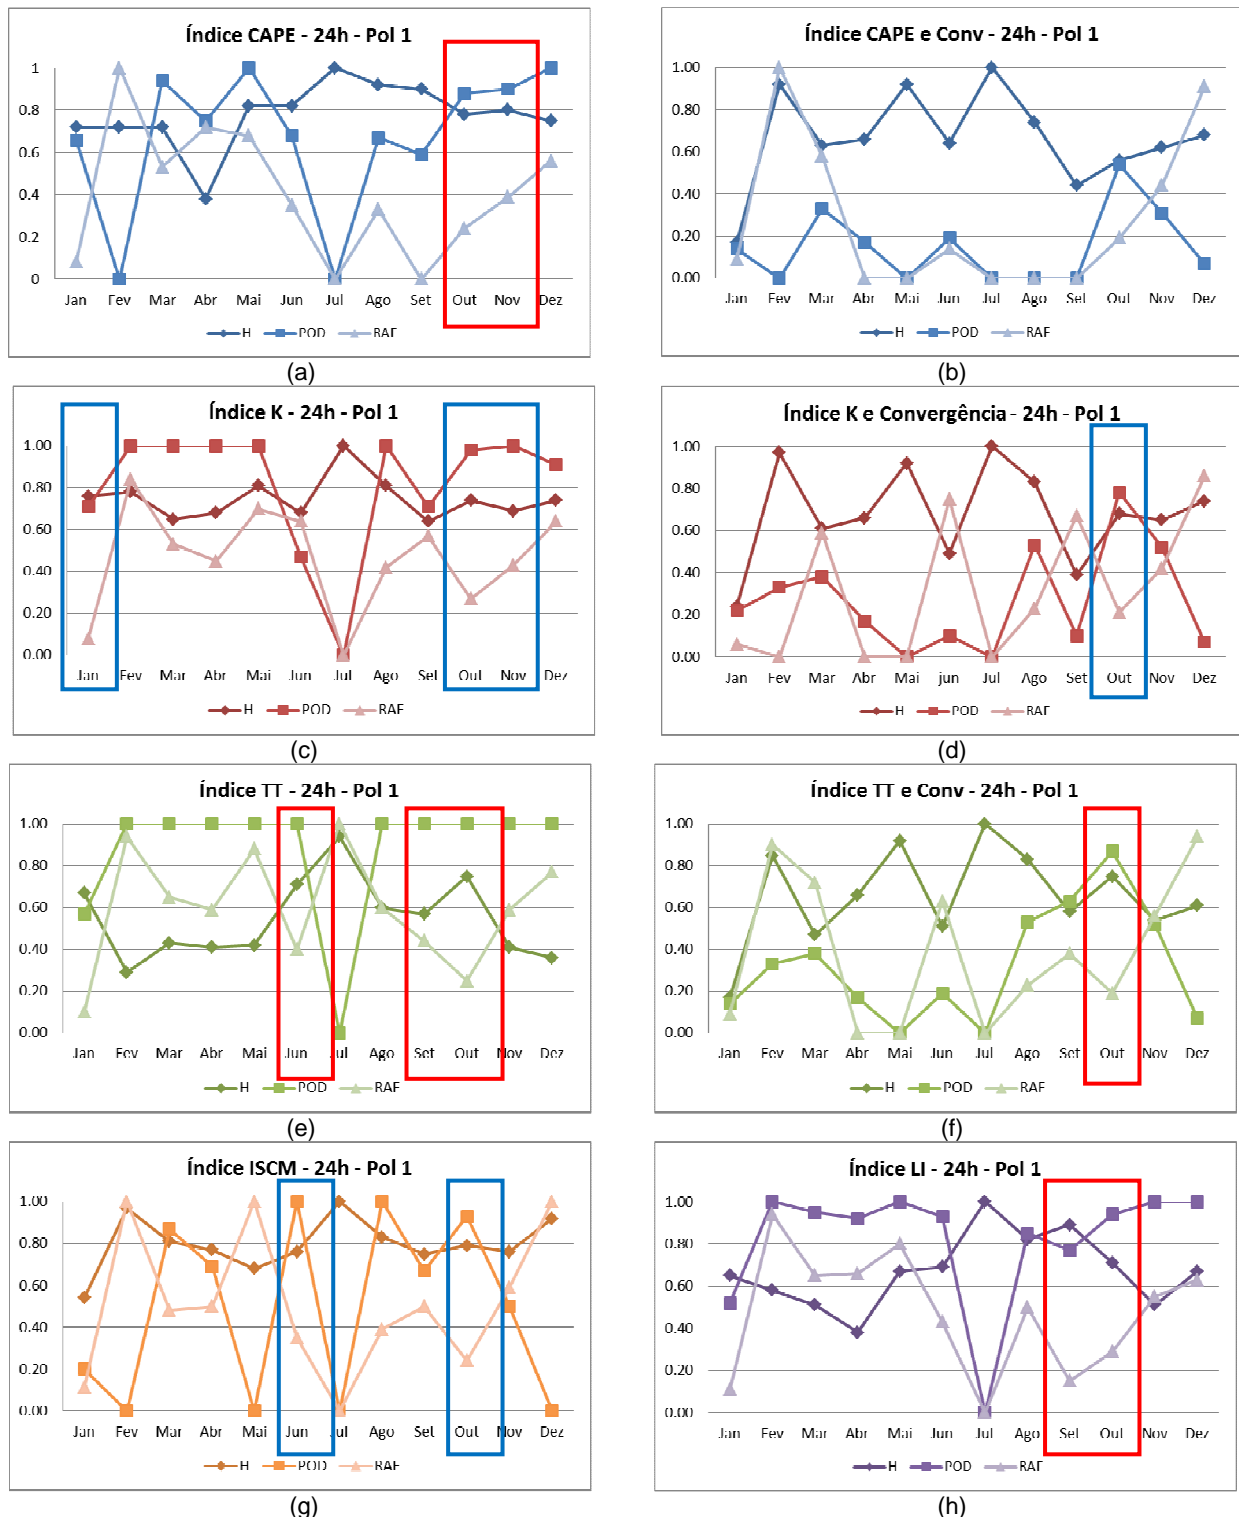 Índice CAPE - 24h - Pol 1
1
0.8
0.6
0.4
0.2
0
Jan Fev Mar Abr Mai Jun Jul Ago Set Out Nov Dez
H POD RAF
(a)
Índice CAPE e Conv - 24h - Pol 1
1.00
0.80
0.60
0.40
0.20
0.00
Jan Fev Mar Abr Mai Jun Jul Ago Set Out Nov Dez
H POD RAF
(b)
Índice K - 24h - Pol 1
1.00
0.80
0.60
0.40
0.20
0.00
Jan Fev Mar Abr Mai Jun Jul Ago Set Out Nov Dez
H POD RAF
(c)
Índice K e Convergência - 24h - Pol 1
1.00
0.80
0.60
0.40
0.20
0.00
Jan Fev Mar Abr Mai jun Jul Ago Set Out Nov Dez
H POD RAF
(d)
Índice TT - 24h - Pol 1
1.00
0.80
0.60
0.40
0.20
0.00
Jan Fev Mar Abr Mai Jun Jul Ago Set Out Nov Dez
H POD RAF
(e)
Índice TT e Conv - 24h - Pol 1
1.00
0.80
0.60
0.40
0.20
0.00
Jan Fev Mar Abr Mai Jun Jul Ago Set Out Nov Dez
H POD RAF
(f)
Índice ISCM - 24h - Pol 1
1.00
0.80
0.60
0.40
0.20
0.00
Jan Fev Mar Abr Mai Jun Jul Ago Set Out Nov Dez
H POD RAF
(g)
Índice LI - 24h - Pol 1
1.00
0.80
0.60
0.40
0.20
0.00
Jan Fev Mar Abr Mai Jun Jul Ago Set Out Nov Dez
H POD RAF
(h)